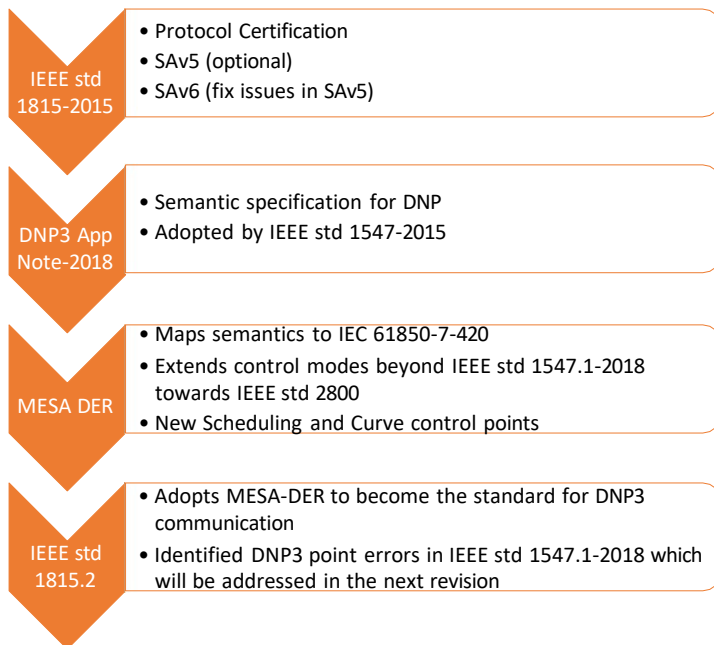 IEEE std
1815-2015
• Protocol Certification
• SAv5 (optional)
• SAv6 (fix issues in SAv5)
DNP3 App
Note-2018
• Semantic specification for DNP
• Adopted by IEEE std 1547-2015
MESA DER
• Maps semantics to IEC 61850-7-420
• Extends control modes beyond IEEE std 1547.1-2018
towards IEEE std 2800
• New Scheduling and Curve control points
IEEE std
1815.2
• Adopts MESA-DER to become the standard for DNP3
communication
• Identified DNP3 point errors in IEEE std 1547.1-2018 which
will be addressed in the next revision